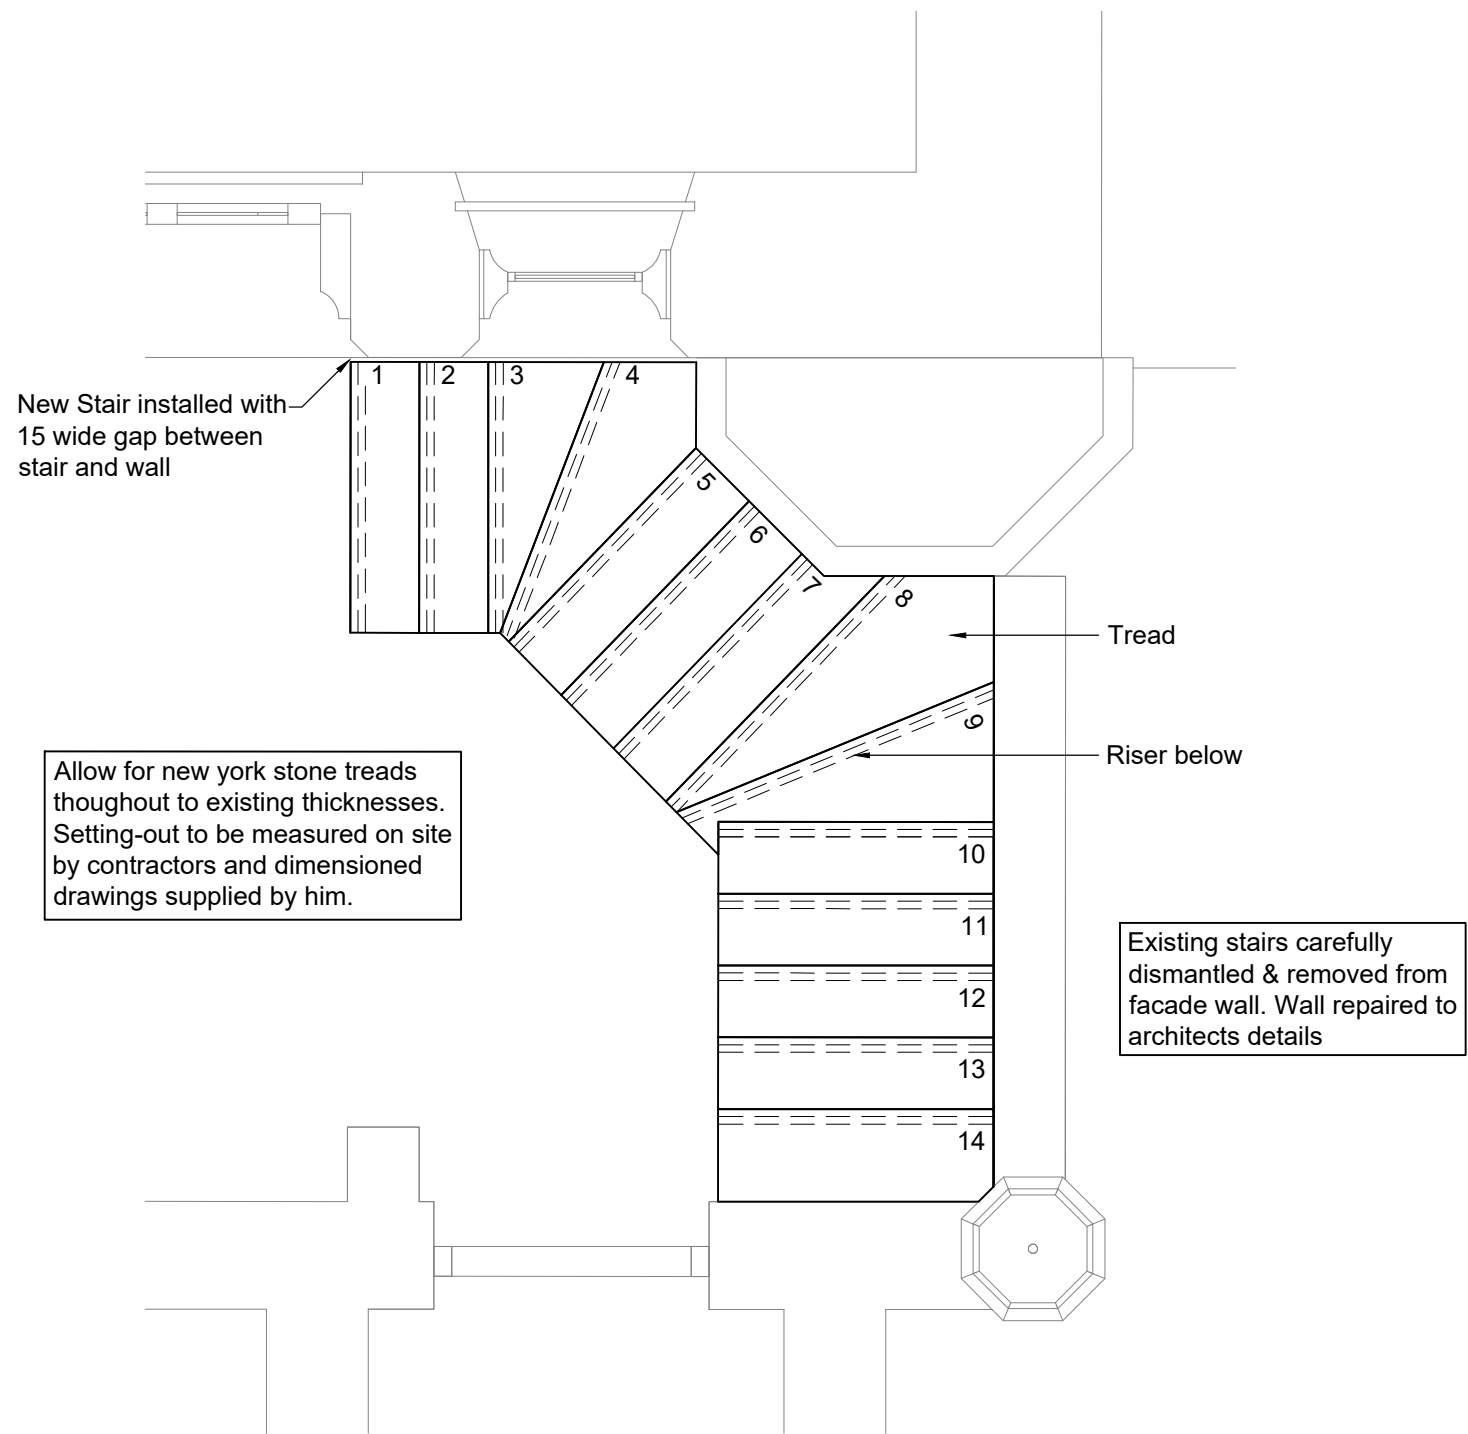 1
2
3
4
New Stair installed with
15 wide gap between
stair and wall
5
6
7
8
Tread
9
Riser below
Allow for new york stone treads
thoughout to existing thicknesses.
Setting-out to be measured on site
by contractors and dimensioned
drawings supplied by him.
10
11
12
13
14
Existing stairs carefully
dismantled & removed from
facade wall. Wall repaired to
architects details